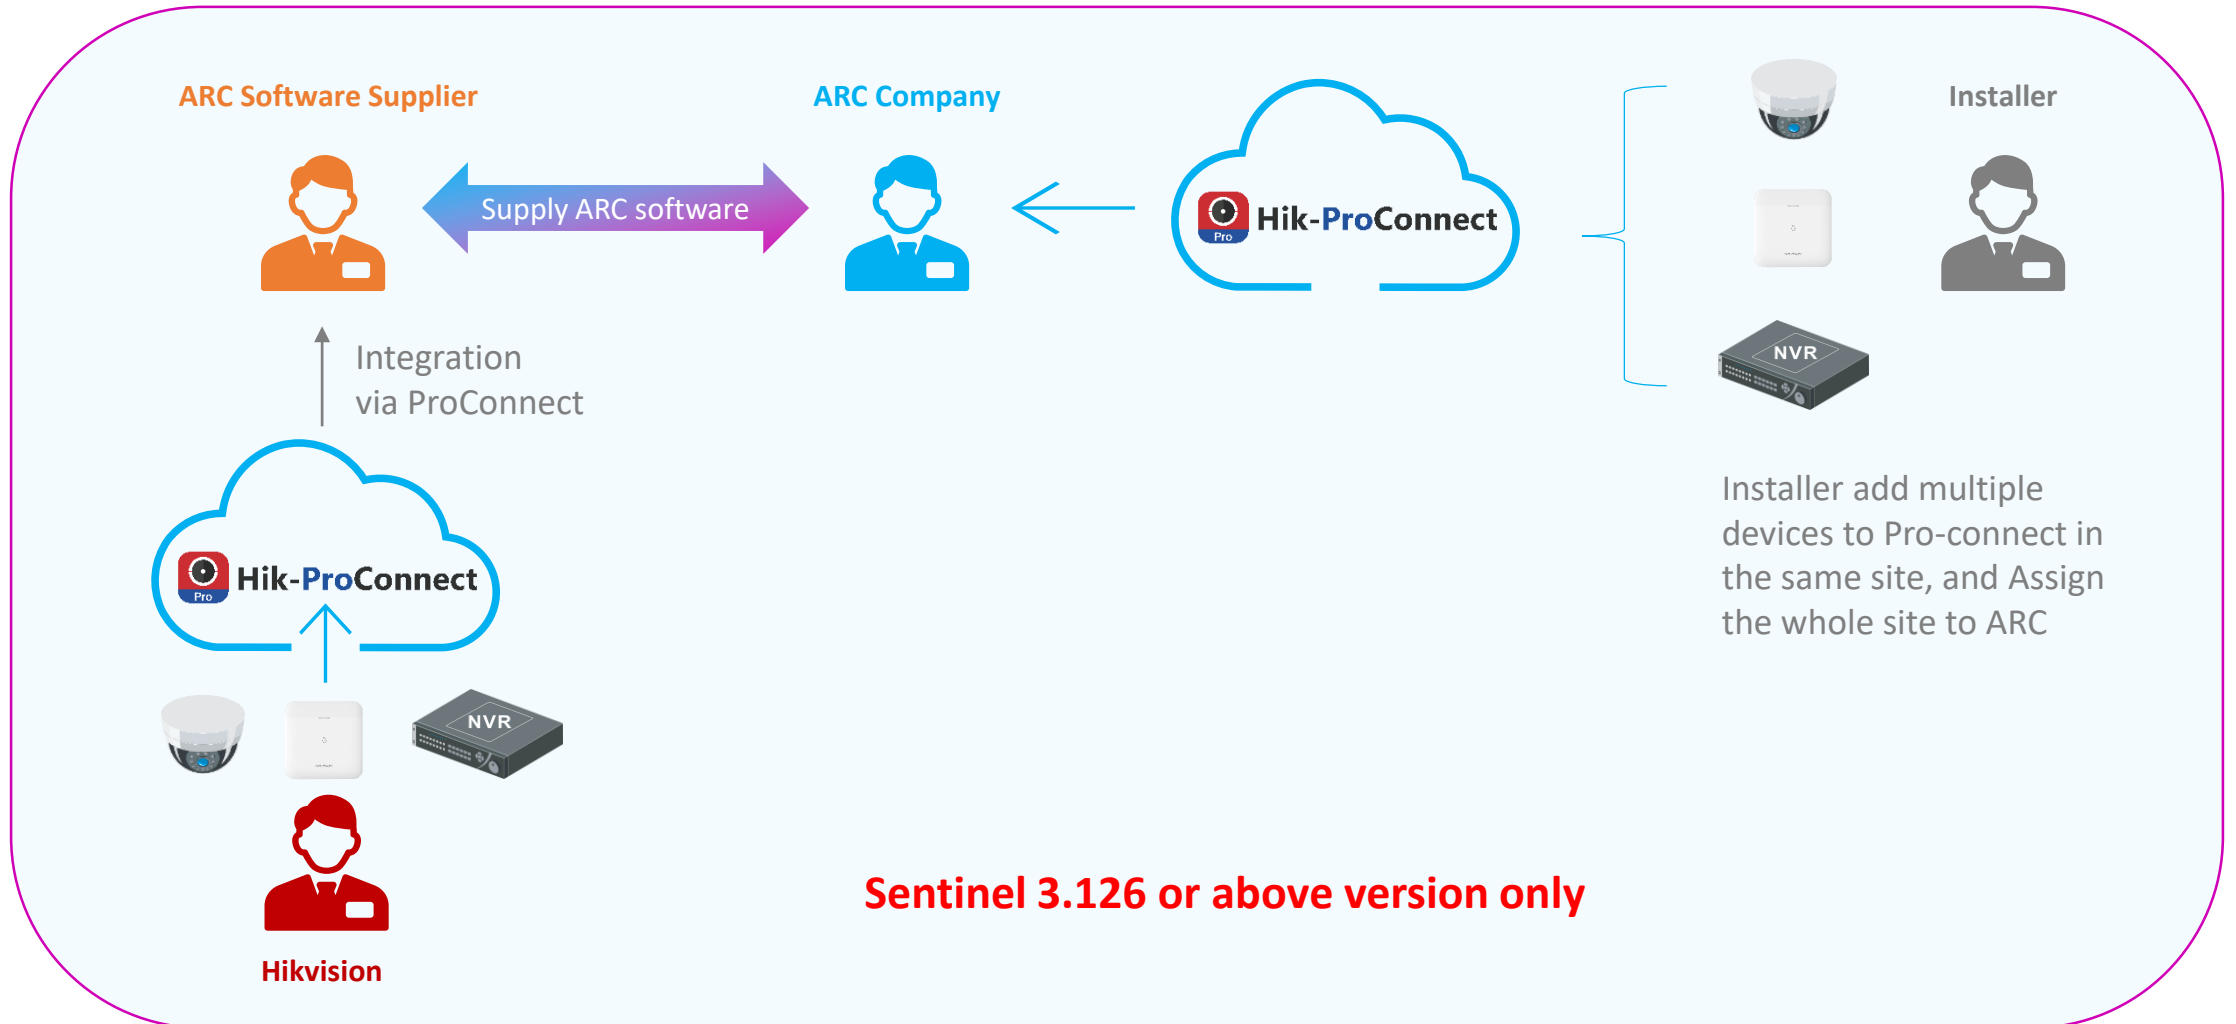 ARC Software Supplier
ARC Company
Installer
Supply ARC software
Pro
Hik-ProConnect
NVR
Integration
via ProConnect
Installer add multiple
devices to Pro-connect in
the same site, and Assign
the whole site to ARC
Pro
Hik-ProConnect
NVR
Sentinel 3.126 or above version only
Hikvision